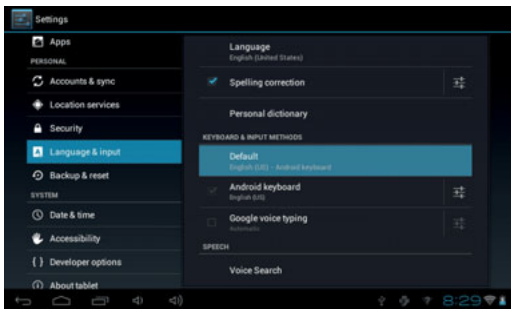 Settings
Apps
PERSONAL
Accounts & sync
Location services
Security
Language & input
Backup & reset
SYSTEM
Date & time
Accessibility
{ } Developer options
About tablet
Language
English (United States)
Spelling correction
Personal dictionary
KEYBOARD & INPUT METHODS
Default
English (US) - Android keyboard
Android keyboard
English (US)
Google voice typing
Automatic
SPEECH
Voice Search
8:29